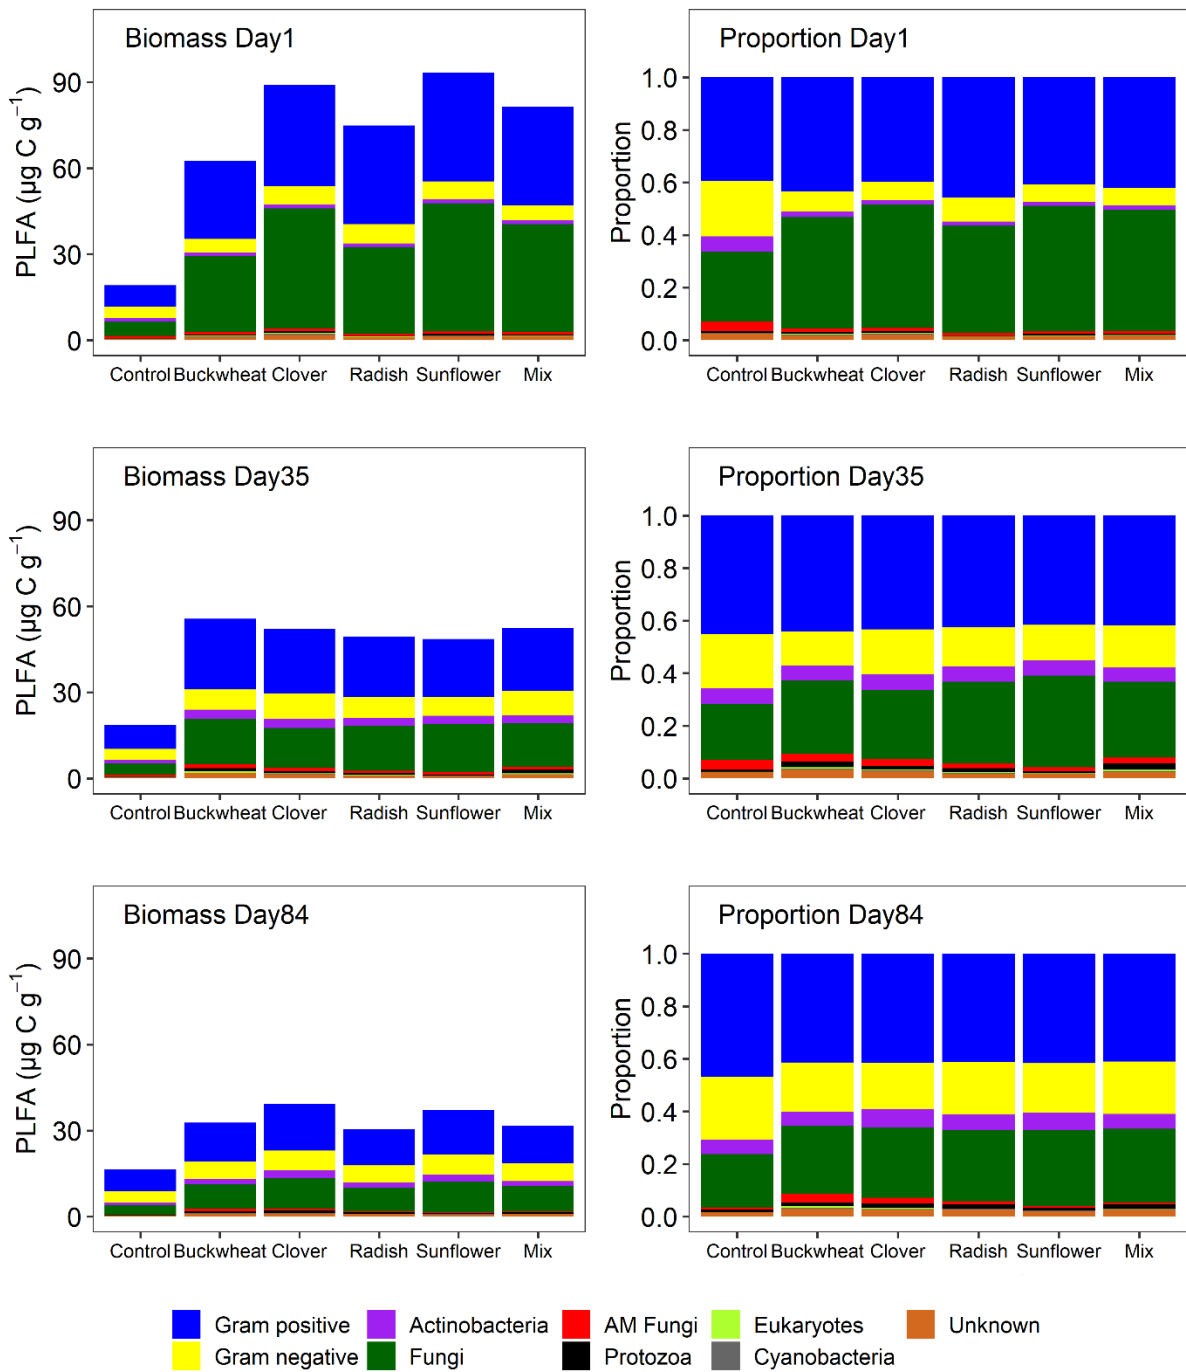 Biomass Day1
PLFA (µg C g⁻¹)
90
60
30
0
Control Buckwheat Clover Radish Sunflower Mix
Proportion Day1
Proportion
1.0
0.8
0.6
0.4
0.2
0.0
Control Buckwheat Clover Radish Sunflower Mix
Biomass Day35
PLFA (µg C g⁻¹)
90
60
30
0
Control Buckwheat Clover Radish Sunflower Mix
Proportion Day35
Proportion
1.0
0.8
0.6
0.4
0.2
0.0
Control Buckwheat Clover Radish Sunflower Mix
Biomass Day84
PLFA (µg C g⁻¹)
90
60
30
0
Control Buckwheat Clover Radish Sunflower Mix
Proportion Day84
Proportion
1.0
0.8
0.6
0.4
0.2
0.0
Control Buckwheat Clover Radish Sunflower Mix
Gram positive Actinobacteria AM Fungi Eukaryotes Unknown
Gram negative Fungi Protozoa Cyanobacteria